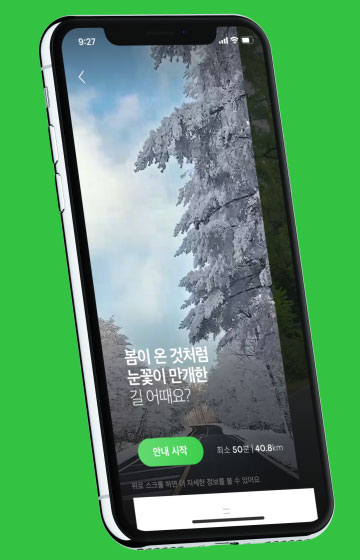 9:27
봄이 온 것처럼
눈꽃이 만개한
길 어때요?
안내 시작
최소 50분 | 40.8km
위로 스크롤 하면 더 자세한 정보를 볼 수 있어요